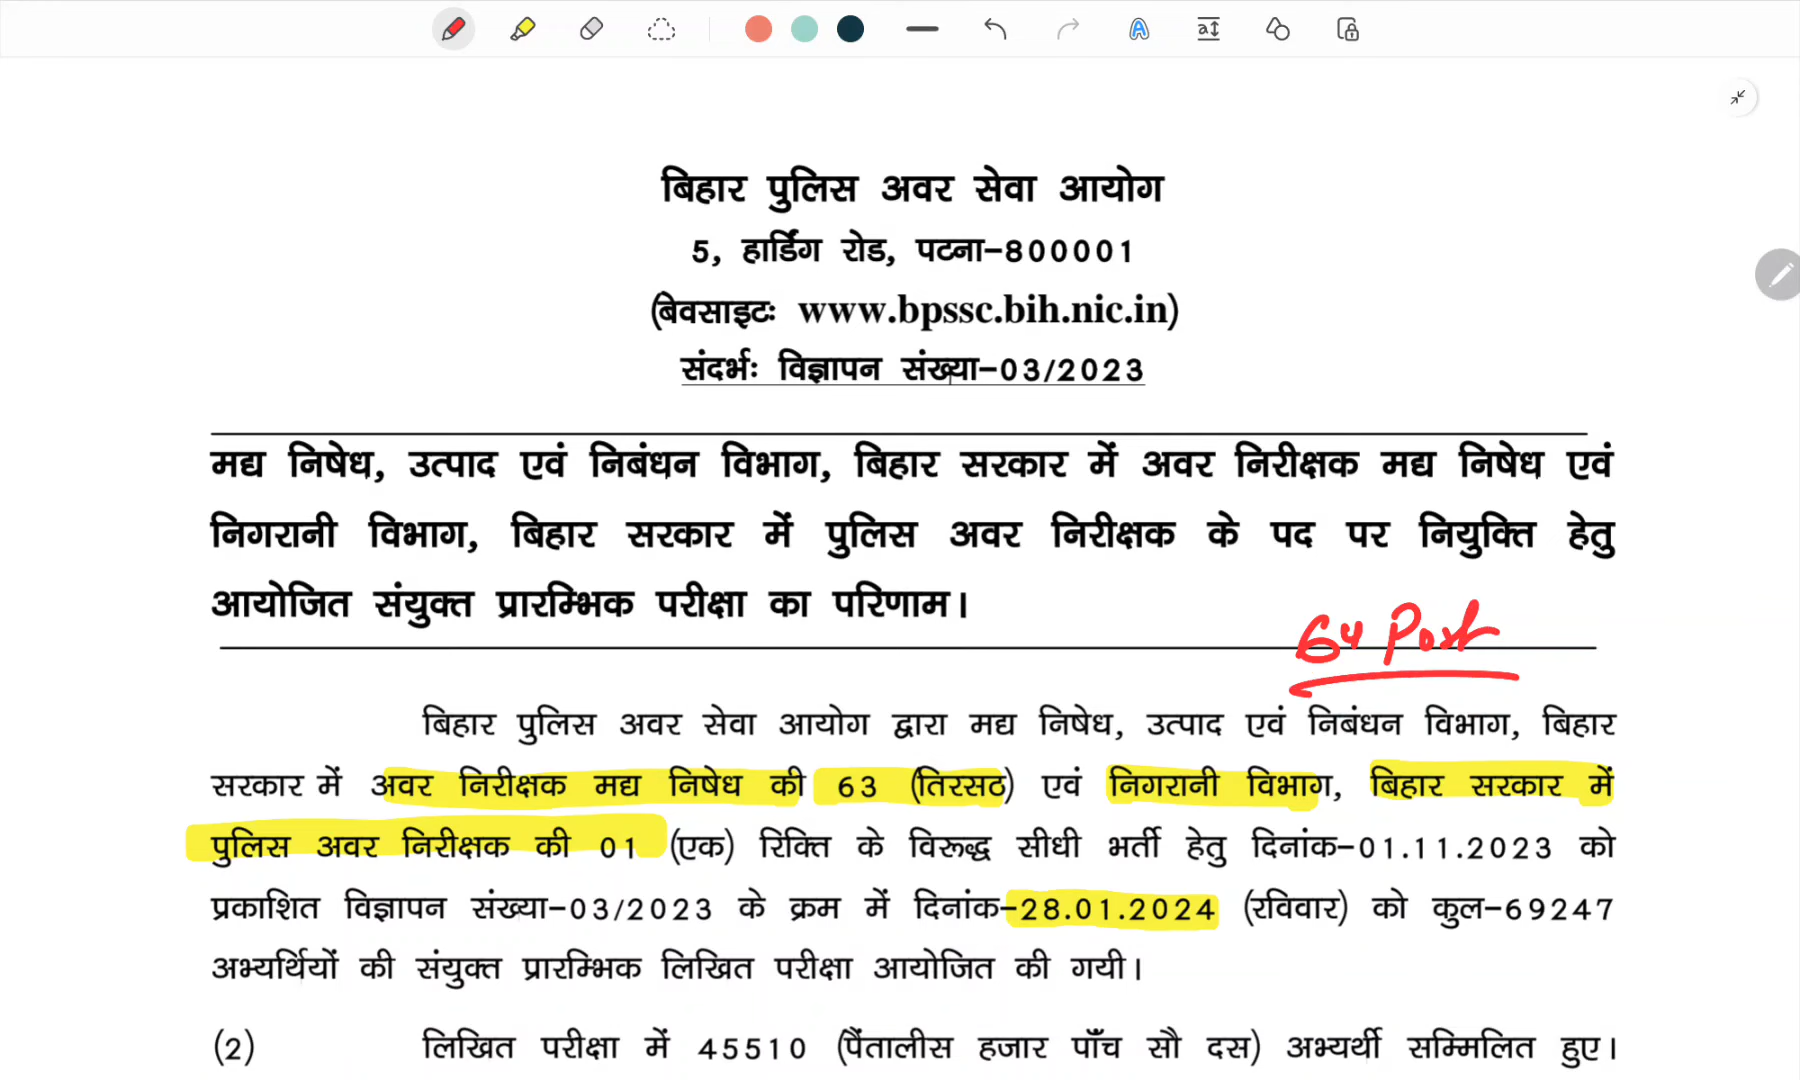 बिहार पुलिस अवर सेवा आयोग
5, हार्डिंग रोड, पटना-800001
(बेवसाइटः www.bpssc.bih.nic.in)
संदर्भः विज्ञापन संख्या-03/2023
मद्य निषेध, उत्पाद एवं निबंधन विभाग, बिहार सरकार में अवर निरीक्षक मद्य निषेध एवं
निगरानी विभाग, बिहार सरकार में पुलिस अवर निरीक्षक के पद पर नियुक्ति हेतु
आयोजित संयुक्त प्रारम्भिक परीक्षा का परिणाम।
64 Post
बिहार पुलिस अवर सेवा आयोग द्वारा मद्य निषेध, उत्पाद एवं निबंधन विभाग, बिहार
सरकार में अवर निरीक्षक मद्य निषेध की 63 (तिरसट) एवं निगरानी विभाग, बिहार सरकार में
पुलिस अवर निरीक्षक की 01 (एक) रिक्ति के विरूद्ध सीधी भर्ती हेतु दिनांक-01.11.2023 को
प्रकाशित विज्ञापन संख्या-03/2023 के क्रम में दिनांक-28.01.2024 (रविवार) को कुल-69247
अभ्यर्थियों की संयुक्त प्रारम्भिक लिखित परीक्षा आयोजित की गयी।
(2) लिखित परीक्षा में 45510 (पैंतालीस हजार पाँच सौ दस) अभ्यर्थी सम्मिलित हुए।